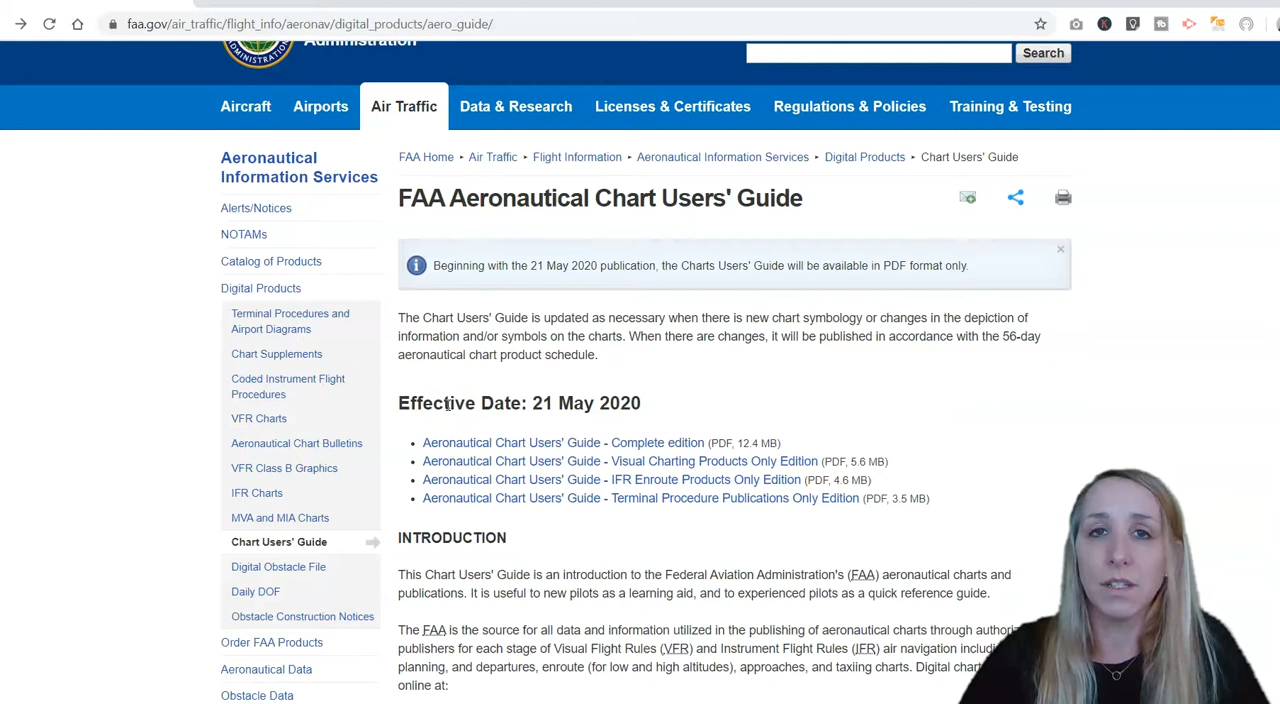 faa.gov/air_traffic/flight_info/aeronav/digital_products/aero_guide/
Administration
ADMINISTRATION
Search
Aircraft
Airports
Air Traffic
Data & Research
Licenses & Certificates
Regulations & Policies
Training & Testing
Aeronautical
Information Services
Alerts/Notices
NOTAMs
Catalog of Products
Digital Products
Terminal Procedures and
Airport Diagrams
Chart Supplements
Coded Instrument Flight
Procedures
VFR Charts
Aeronautical Chart Bulletins
VFR Class B Graphics
IFR Charts
MVA and MIA Charts
Chart Users' Guide
Digital Obstacle File
Daily DOF
Obstacle Construction Notices
Order FAA Products
Aeronautical Data
Obstacle Data
FAA Home ▸ Air Traffic ▸ Flight Information ▸ Aeronautical Information Services ▸ Digital Products ▸ Chart Users' Guide
FAA Aeronautical Chart Users' Guide
Beginning with the 21 May 2020 publication, the Charts Users' Guide will be available in PDF format only.
The Chart Users' Guide is updated as necessary when there is new chart symbology or changes in the depiction of
information and/or symbols on the charts. When there are changes, it will be published in accordance with the 56-day
aeronautical chart product schedule.
Effective Date: 21 May 2020
• Aeronautical Chart Users' Guide - Complete edition (PDF, 12.4 MB)
• Aeronautical Chart Users' Guide - Visual Charting Products Only Edition (PDF, 5.6 MB)
• Aeronautical Chart Users' Guide - IFR Enroute Products Only Edition (PDF, 4.6 MB)
• Aeronautical Chart Users' Guide - Terminal Procedure Publications Only Edition (PDF, 3.5 MB)
INTRODUCTION
This Chart Users' Guide is an introduction to the Federal Aviation Administration's (FAA) aeronautical charts and
publications. It is useful to new pilots as a learning aid, and to experienced pilots as a quick reference guide.
The FAA is the source for all data and information utilized in the publishing of aeronautical charts through
publishers for each stage of Visual Flight Rules (VFR) and Instrument Flight Rules (IFR) air navigation
planning, and departures, enroute (for low and high altitudes), approaches, and taxiing charts. Digital
online at: